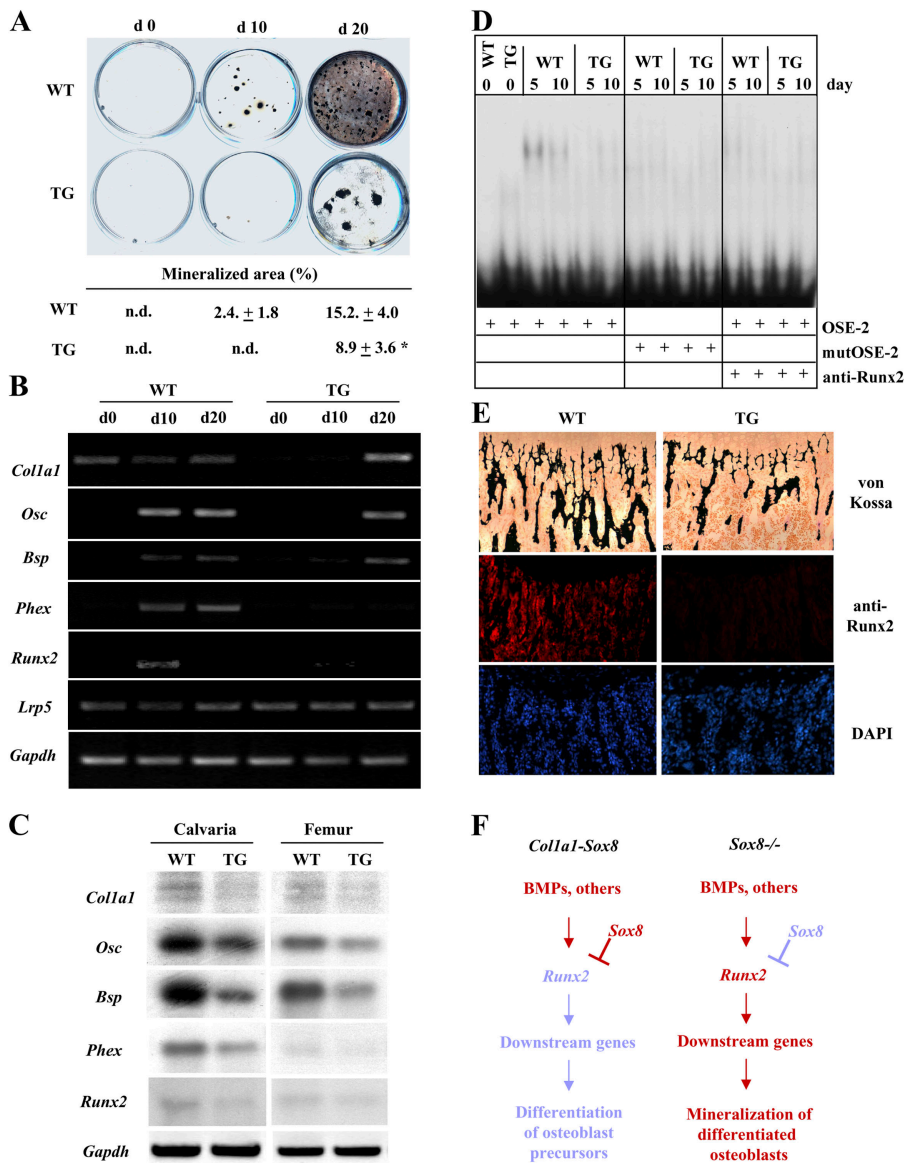 A
d 0 d 10 d 20
WT
TG
Mineralized area (%)
WT n.d. 2.4. ± 1.8 15.2. ± 4.0
TG n.d. n.d. 8.9 ± 3.6 *
B
WT TG
d0 d10 d20 d0 d10 d20
Col1a1
Osc
Bsp
Phex
Runx2
Lrp5
Gapdh
C
Calvaria Femur
WT TG WT TG
Col1a1
Osc
Bsp
Phex
Runx2
Gapdh
D
WT TG WT TG WT TG WT TG
0 0 5 10 5 10 5 10 5 10 5 10 5 10 day
+ + + + + + + + + + OSE-2
+ + + + mutOSE-2
+ + + + anti-Runx2
E
WT TG
von
Kossa
anti-
Runx2
DAPI
F
Col1a1-Sox8 Sox8-/-
BMPs, others BMPs, others
Sox8 Sox8
Runx2 Runx2
Downstream genes Downstream genes
Differentiation Mineralization of
of osteoblast differentiated
precursors osteoblasts